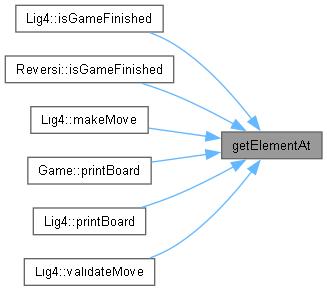 Lig4::isGameFinished
Reversi::isGameFinished
Lig4::makeMove
getElementAt
Game::printBoard
Lig4::printBoard
Lig4::validateMove